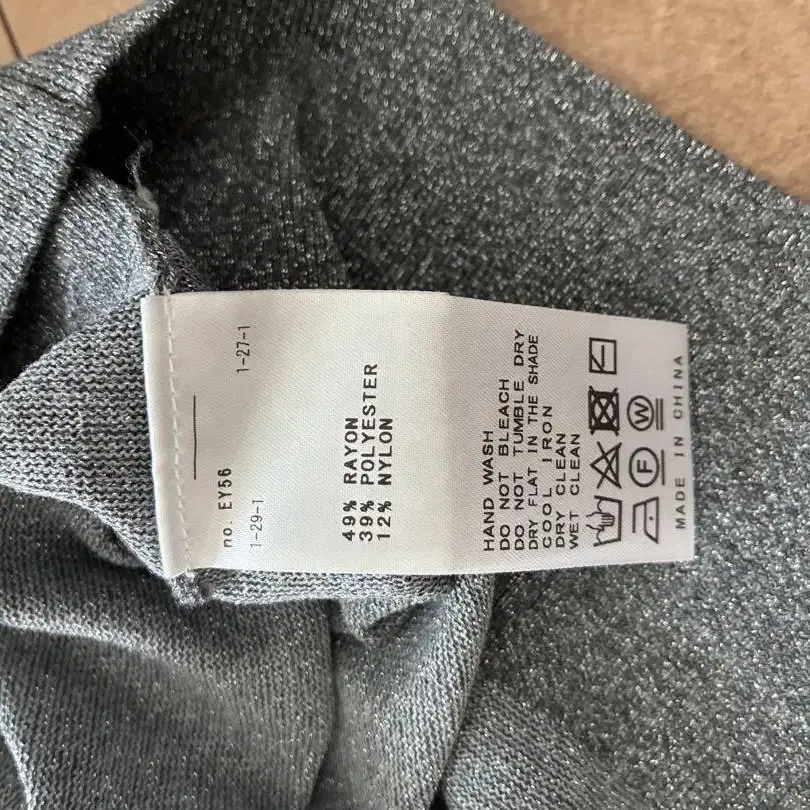 no. EY56
1-29-1
1-27-1
49% RAYON
39% POLYESTER
12% NYLON
HAND WASH
DO NOT BLEACH
DO NOT TUMBLE DRY
DRY FLAT IN THE SHADE
COOL IRON
DRY CLEAN
WET CLEAN
F W
MADE IN CHINA